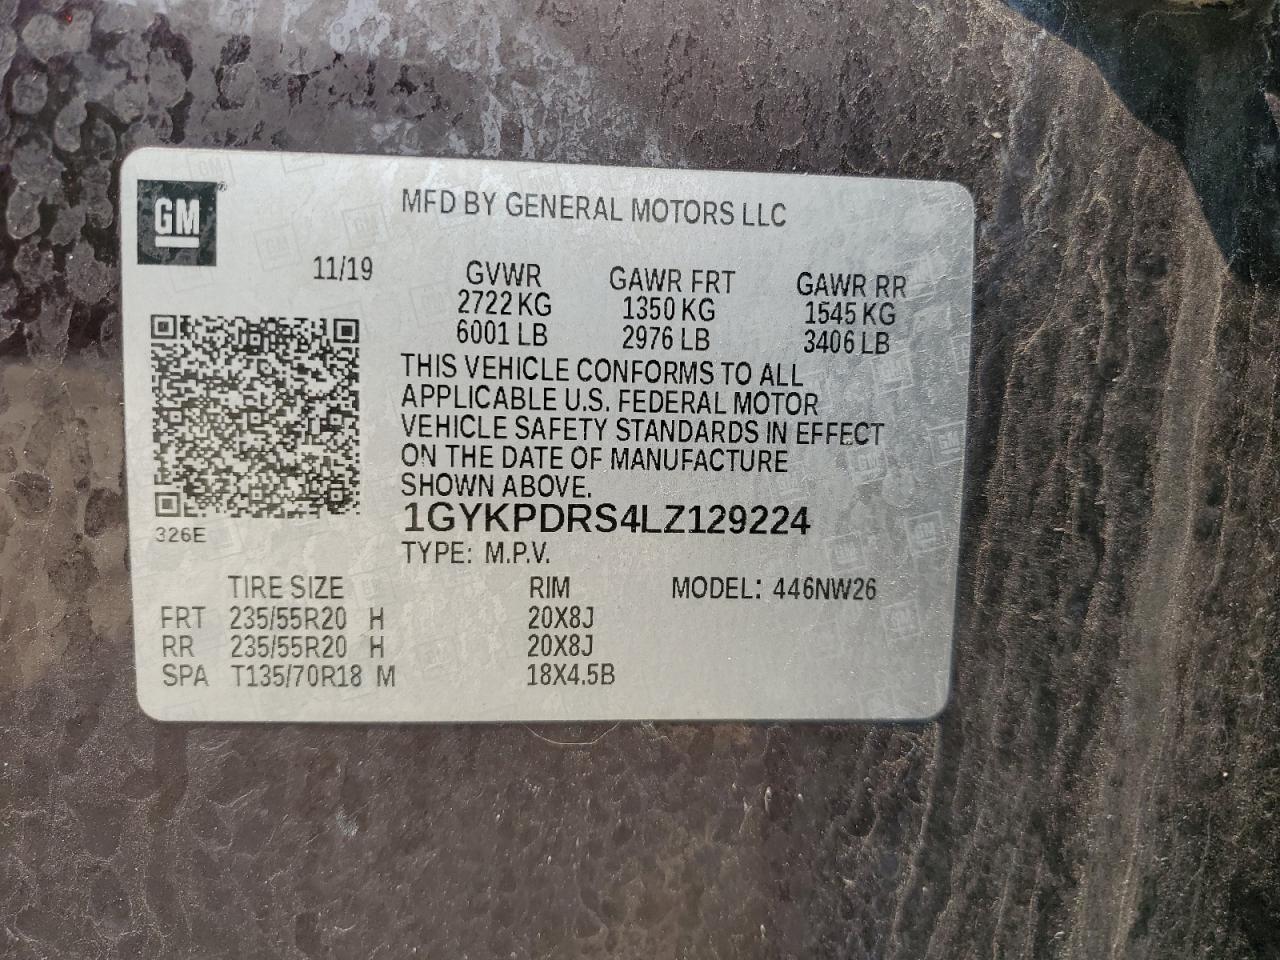 GM
MFD BY GENERAL MOTORS LLC
11/19
GVWR GAWR FRT GAWR RR
2722 KG 1350 KG 1545 KG
6001 LB 2976 LB 3406 LB
THIS VEHICLE CONFORMS TO ALL
APPLICABLE U.S. FEDERAL MOTOR
VEHICLE SAFETY STANDARDS IN EFFECT
ON THE DATE OF MANUFACTURE
SHOWN ABOVE.
326E
1GYKPDRS4LZ129224
TYPE: M.P.V.
TIRE SIZE RIM MODEL: 446NW26
FRT 235/55R20 H 20X8J
RR 235/55R20 H 20X8J
SPA T135/70R18 M 18X4.5B